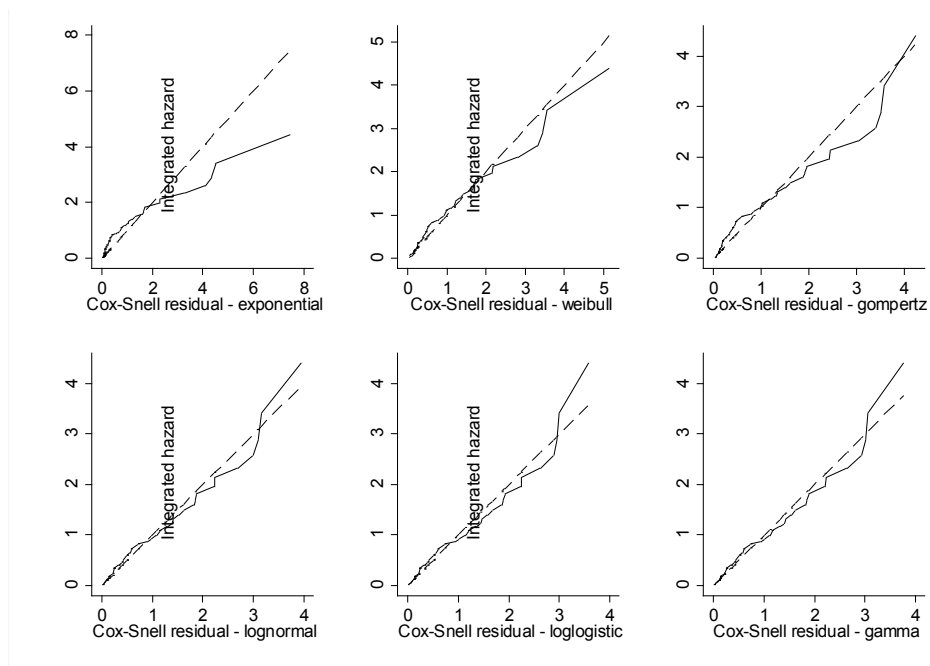 8
6
4
2
0
Integrated hazard
0 2 4 6 8
Cox-Snell residual - exponential
5
4
3
2
1
0
Integrated hazard
0 1 2 3 4 5
Cox-Snell residual - weibull
4
3
2
1
0
0 1 2 3 4
Cox-Snell residual - gompertz
4
3
2
1
0
Integrated hazard
0 1 2 3 4
Cox-Snell residual - lognormal
4
3
2
1
0
Integrated hazard
0 1 2 3 4
Cox-Snell residual - loglogistic
4
3
2
1
0
0 1 2 3 4
Cox-Snell residual - gamma